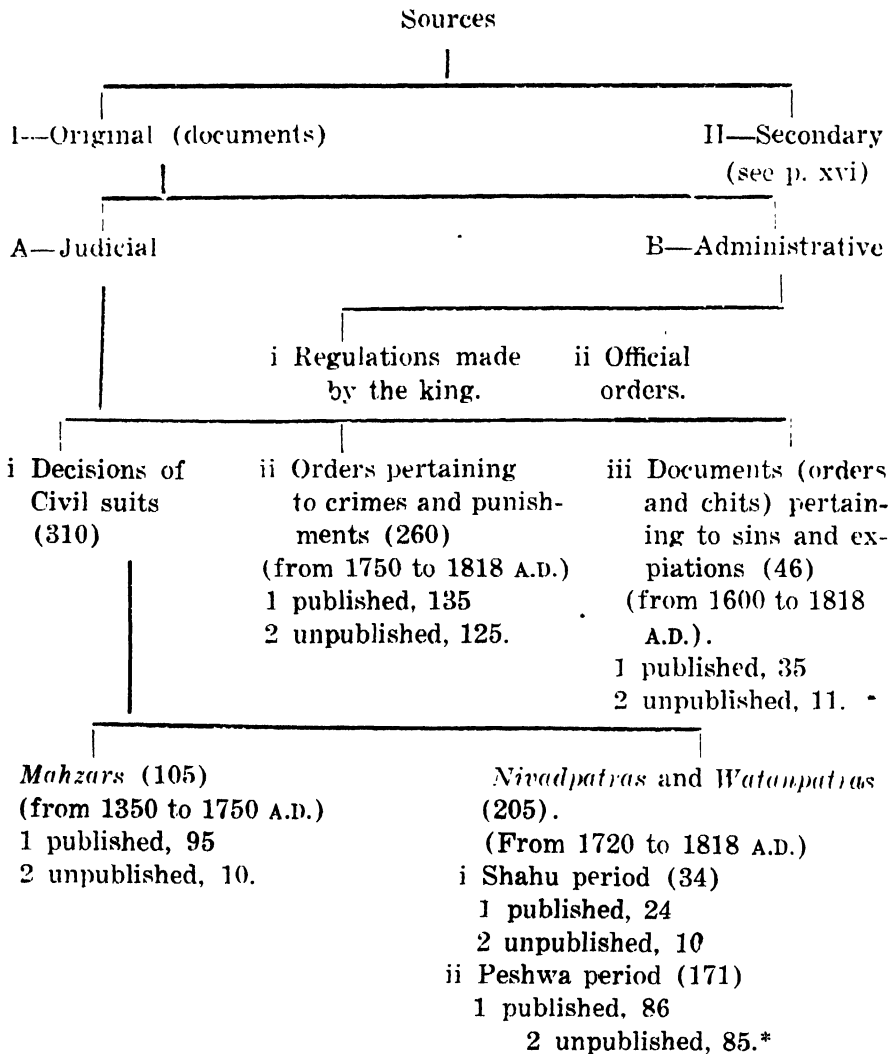 Sources
I—Original (documents)
II—Secondary
(see p. xvi)
A—Judicial
B—Administrative
i Regulations made
by the king.
ii Official
orders.
i Decisions of
Civil suits
(310)
ii Orders pertaining
to crimes and punish-
ments (260)
(from 1750 to 1818 A.D.)
1 published, 135
2 unpublished, 125.
iii Documents (orders
and chits) pertain-
ing to sins and ex-
piations (46)
(from 1600 to 1818
A.D.).
1 published, 35
2 unpublished, 11.
Mahzars (105)
(from 1350 to 1750 A.D.)
1 published, 95
2 unpublished, 10.
Nivadpatras and Watanpatras
(205).
(From 1720 to 1818 A.D.)
i Shahu period (34)
1 published, 24
2 unpublished, 10
ii Peshwa period (171)
1 published, 86
2 unpublished, 85.*